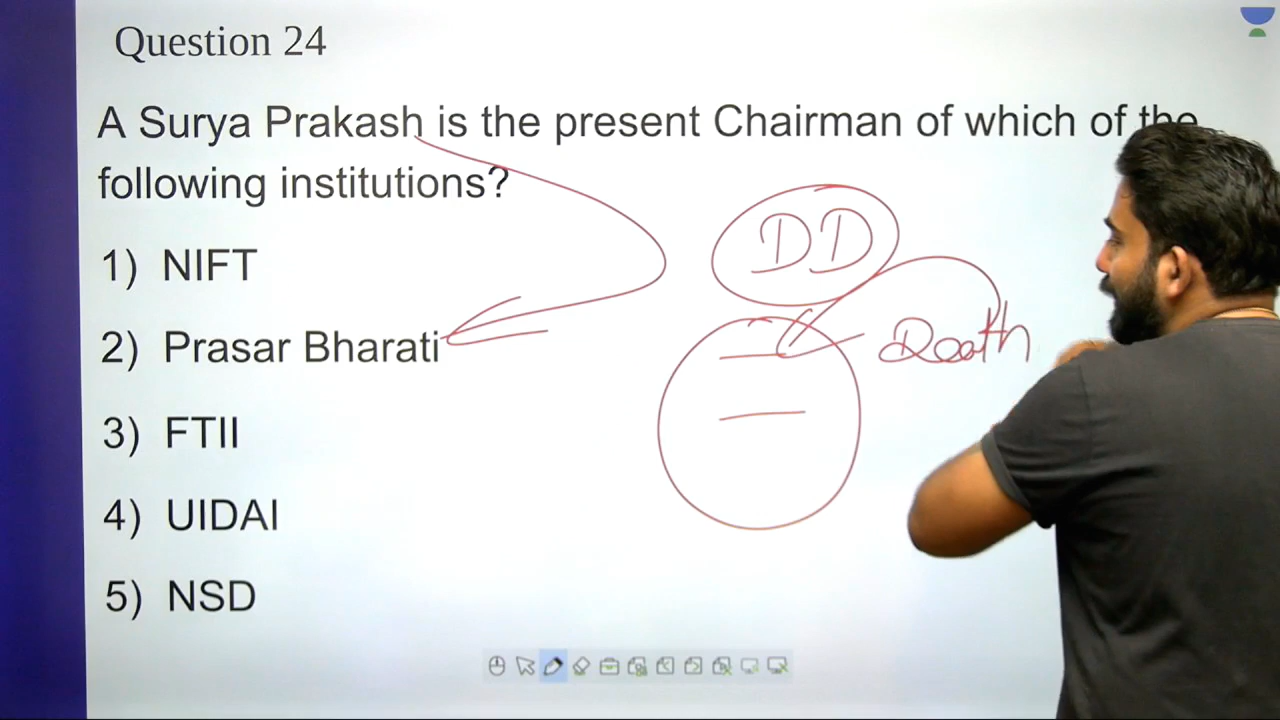 Question 24
A Surya Prakash is the present Chairman of which of the
following institutions?
1) NIFT
2) Prasar Bharati
3) FTII
4) UIDAI
5) NSD
DD
Death